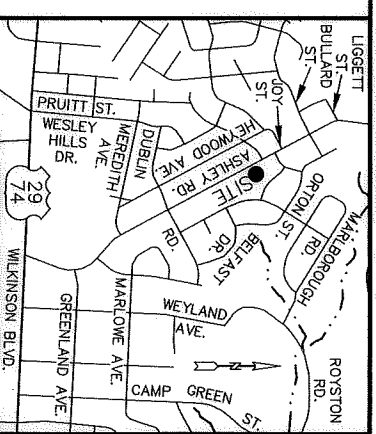 LIGGETT
ST.
BULLARD
ST.
JOY
ST.
PRUITT ST.
WESLEY
HILLS
DR.
MEREDITH
AVE.
DUBLIN
RD.
HEYWOOD AVE.
ASHLEY RD.
SITE
ORTON
ST.
MARLBOROUGH
RD.
BELFAST
DR.
ROYSTON
RD.
WEYLAND
AVE.
N
29
74
WILKINSON BLVD.
GREENLAND AVE.
MARLOWE AVE.
CAMP GREEN
ST.